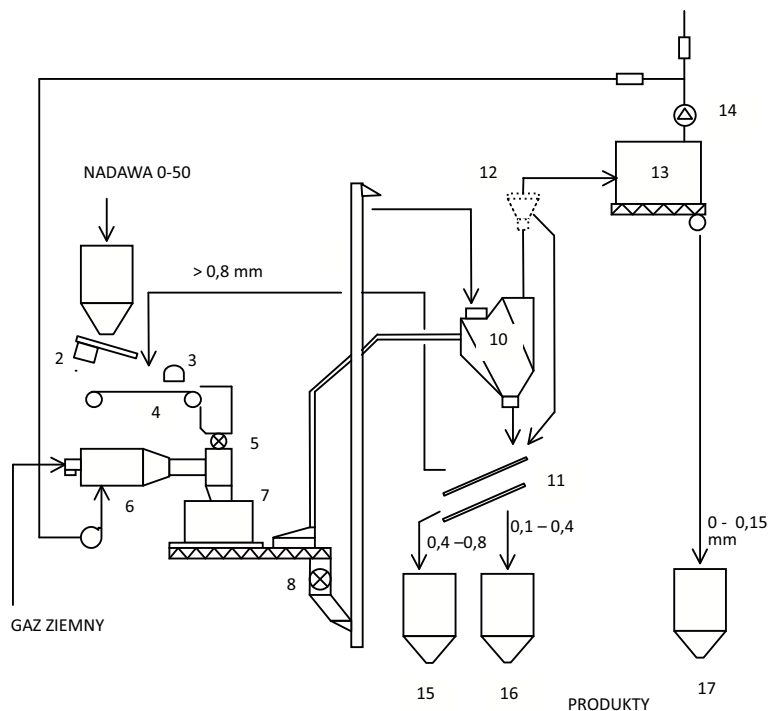 14
12
13
NADAWA 0-50
> 0,8 mm
10
2
3
4
5
11
6
7
0,4 –0,8
0,1 – 0,4
0 - 0,15
mm
8
GAZ ZIEMNY
15
16
17
PRODUKTY